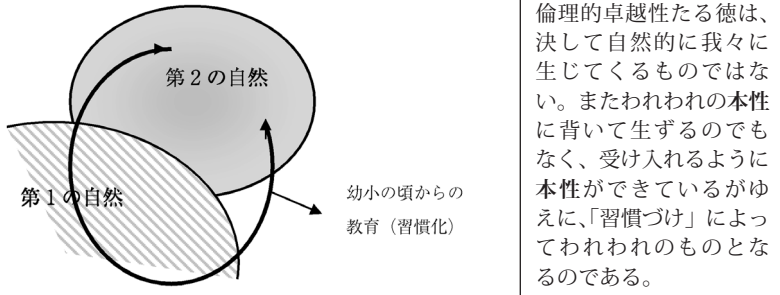 第２の自然
第１の自然
幼小の頃からの
教育（習慣化）
倫理的卓越性たる徳は、
決して自然的に我々に
生じてくるものではな
い。またわれわれの本性
に背いて生ずるのでも
なく、受け入れるように
本性ができているがゆ
えに、「習慣づけ」によっ
てわれわれのものとな
るのである。